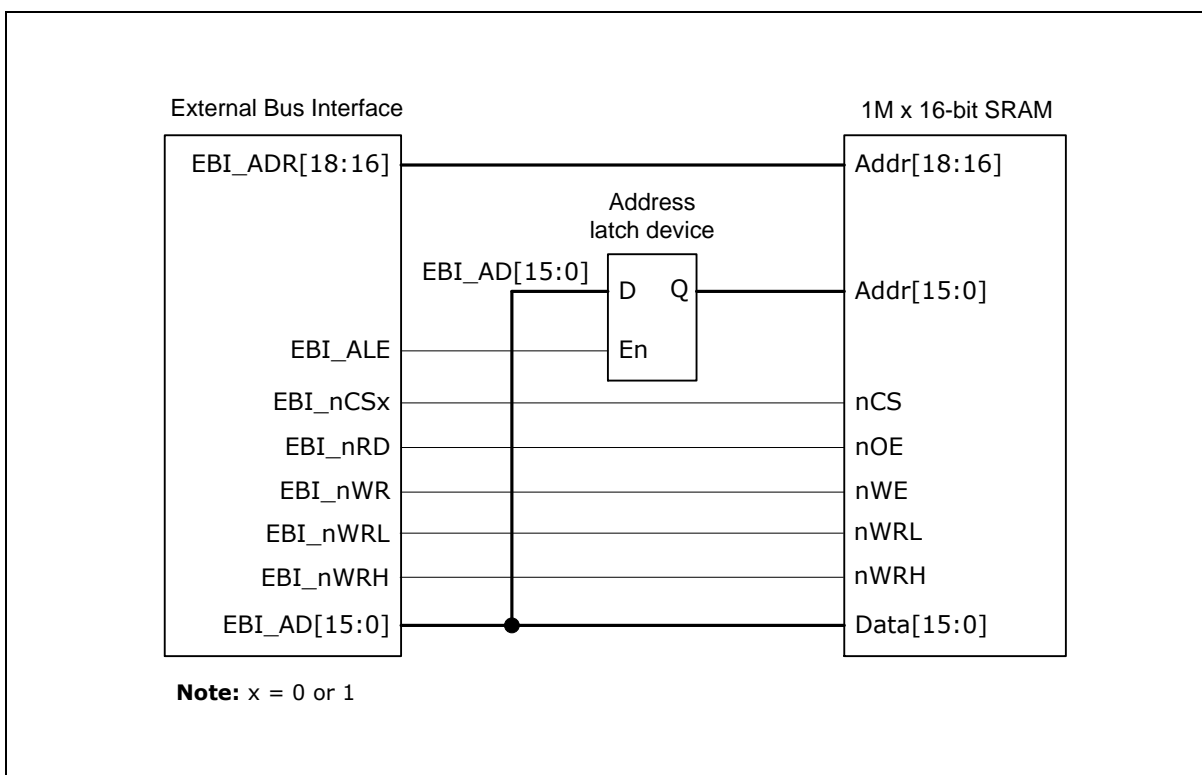 External Bus Interface
1M x 16-bit SRAM
EBI_ADR[18:16]
Addr[18:16]
Address
latch device
EBI_AD[15:0]
D
Q
Addr[15:0]
EBI_ALE
En
EBI_nCSx
nCS
EBI_nRD
nOE
EBI_nWR
nWE
EBI_nWRL
nWRL
EBI_nWRH
nWRH
EBI_AD[15:0]
Data[15:0]
Note: x = 0 or 1